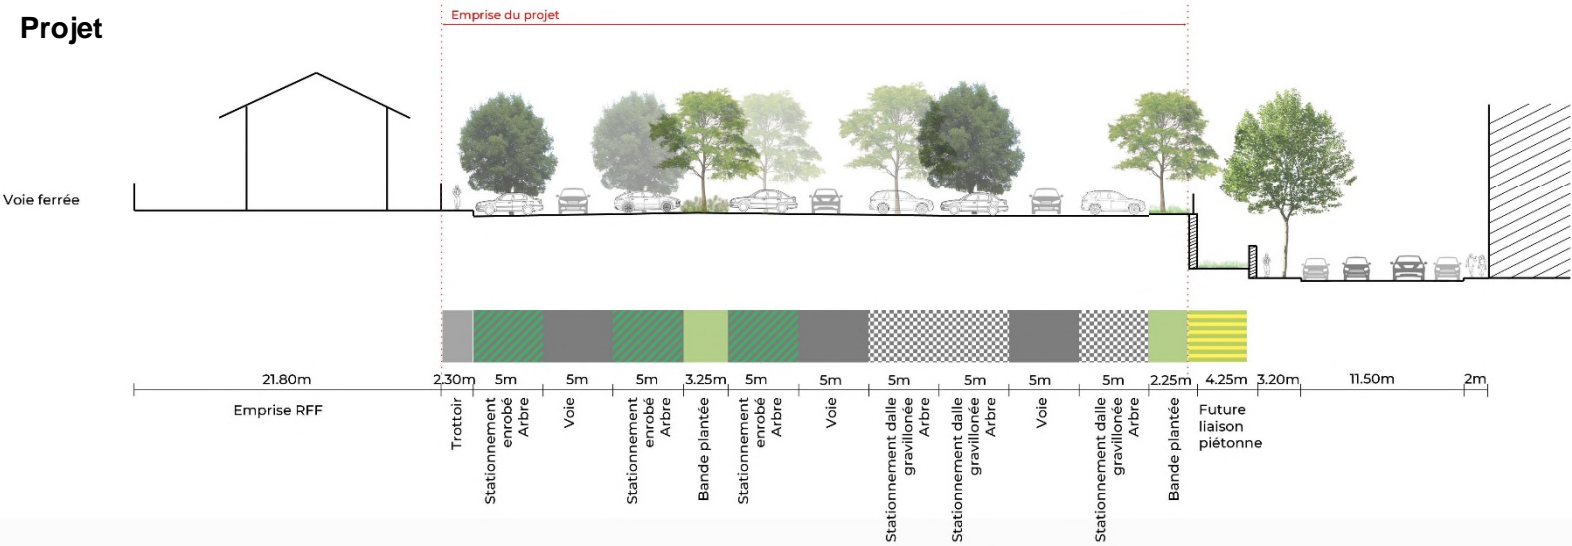 Projet
Emprise du projet
Voie ferrée
21.80m
2.30m
5m
5m
5m
3.25m
5m
5m
5m
5m
5m
5m
2.25m
4.25m
3.20m
11.50m
2m
Emprise RFF
Trottoir
Stationnement
enrobé
Arbre
Voie
Stationnement
enrobé
Arbre
Bande plantée
Stationnement
enrobé
Arbre
Voie
Stationnement dalle
gravillonée
Arbre
Stationnement dalle
gravillonée
Arbre
Voie
Stationnement dalle
gravillonée
Arbre
Bande plantée
Future
liaison
piétonne